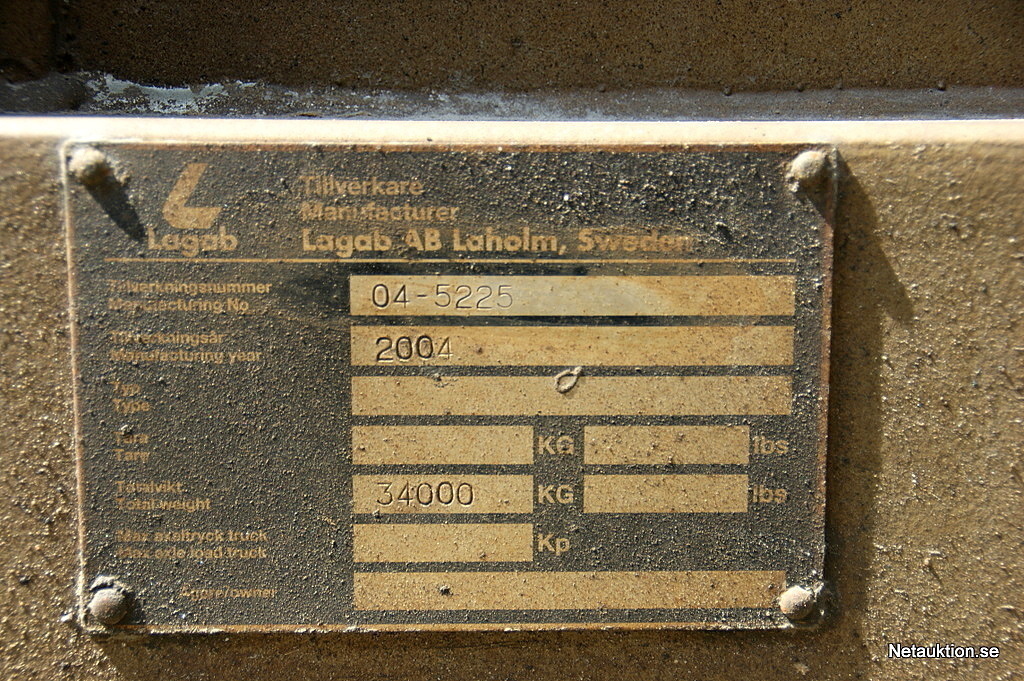 Lagab
Tillverkare
Manufacturer
Lagab AB Laholm, Sweden
Tillverkningsnummer
Manufacturing No
04-5225
Tillverkningsår
Manufacturing year
2004
Typ
Type
Tara
Tare
KG lbs
Totalvikt
Total weight
34000 KG lbs
Max axeltryck truck
Max axle load truck
Kp
Ägare/owner
Netauktion.se